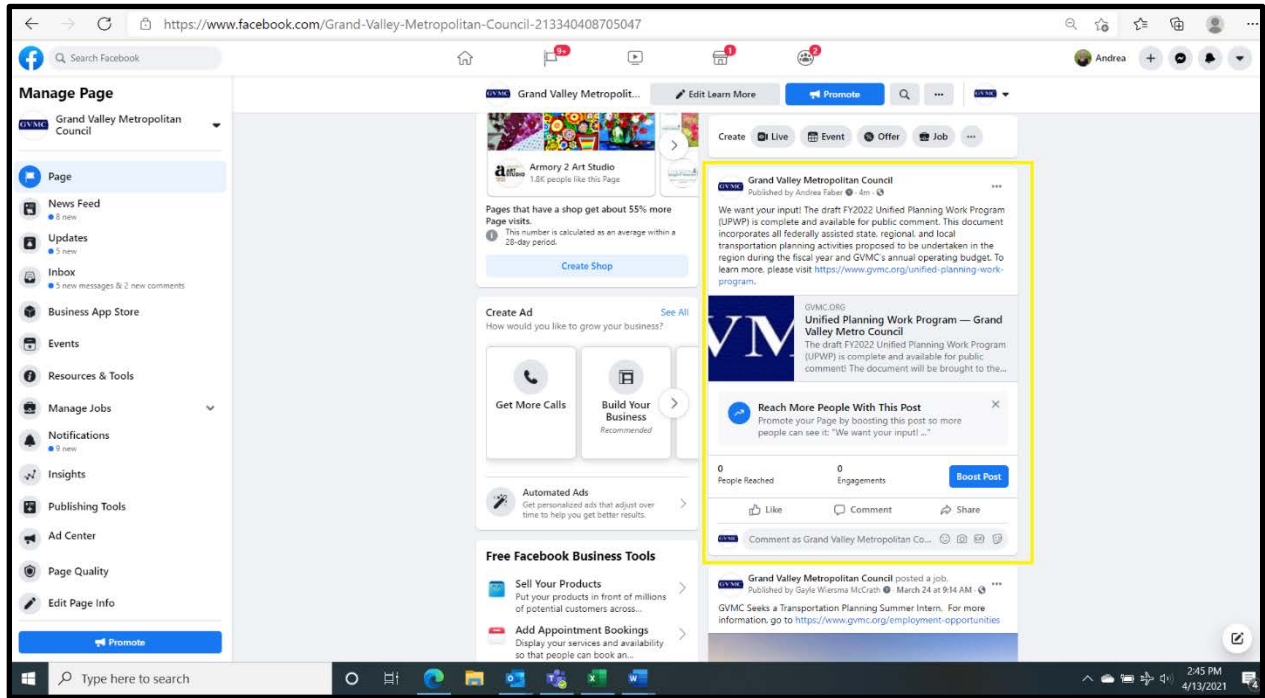 https://www.facebook.com/Grand-Valley-Metropolitan-Council-213340408705047
Search Facebook
9+
1
2
Andrea
Manage Page
GVMC
Grand Valley Metropolitan
Council
Page
News Feed
8 new
Updates
5 new
Inbox
5 new messages & 2 new comments
Business App Store
Events
Resources & Tools
Manage Jobs
Notifications
9 new
Insights
Publishing Tools
Ad Center
Page Quality
Edit Page Info
Promote
GVMC Grand Valley Metropolit...
Edit Learn More
Promote
GVMC
Armory 2 Art Studio
1.8K people like this Page
Pages that have a shop get about 55% more
Page visits.
This number is calculated as an average within a
28-day period.
Create Shop
Create Ad
See All
How would you like to grow your business?
Get More Calls
Build Your
Business
Recommended
Automated Ads
Get personalized ads that adjust over
time to help you get better results.
Free Facebook Business Tools
Sell Your Products
Put your products in front of millions
of potential customers across...
Add Appointment Bookings
Display your services and availability
so that people can book an...
Create Live Event Offer Job
GVMC Grand Valley Metropolitan Council
Published by Andrea Faber · 4m ·
We want your input! The draft FY2022 Unified Planning Work Program
(UPWP) is complete and available for public comment. This document
incorporates all federally assisted state, regional, and local
transportation planning activities proposed to be undertaken in the
region during the fiscal year and GVMC's annual operating budget. To
learn more, please visit https://www.gvmc.org/unified-planning-work-
program.
VM
GVMC.ORG
Unified Planning Work Program — Grand
Valley Metro Council
The draft FY2022 Unified Planning Work Program
(UPWP) is complete and available for public
comment! The document will be brought to the...
Reach More People With This Post
Promote your Page by boosting this post so more
people can see it: "We want your input! ..."
0
People Reached
0
Engagements
Boost Post
Like
Comment
Share
GVMC Comment as Grand Valley Metropolitan Co...
GVMC Grand Valley Metropolitan Council posted a job.
Published by Gayle Wiersma McCrath · March 24 at 9:14 AM ·
GVMC Seeks a Transportation Planning Summer Intern. For more
information, go to https://www.gvmc.org/employment-opportunities
Type here to search
2:45 PM
4/13/2021
4